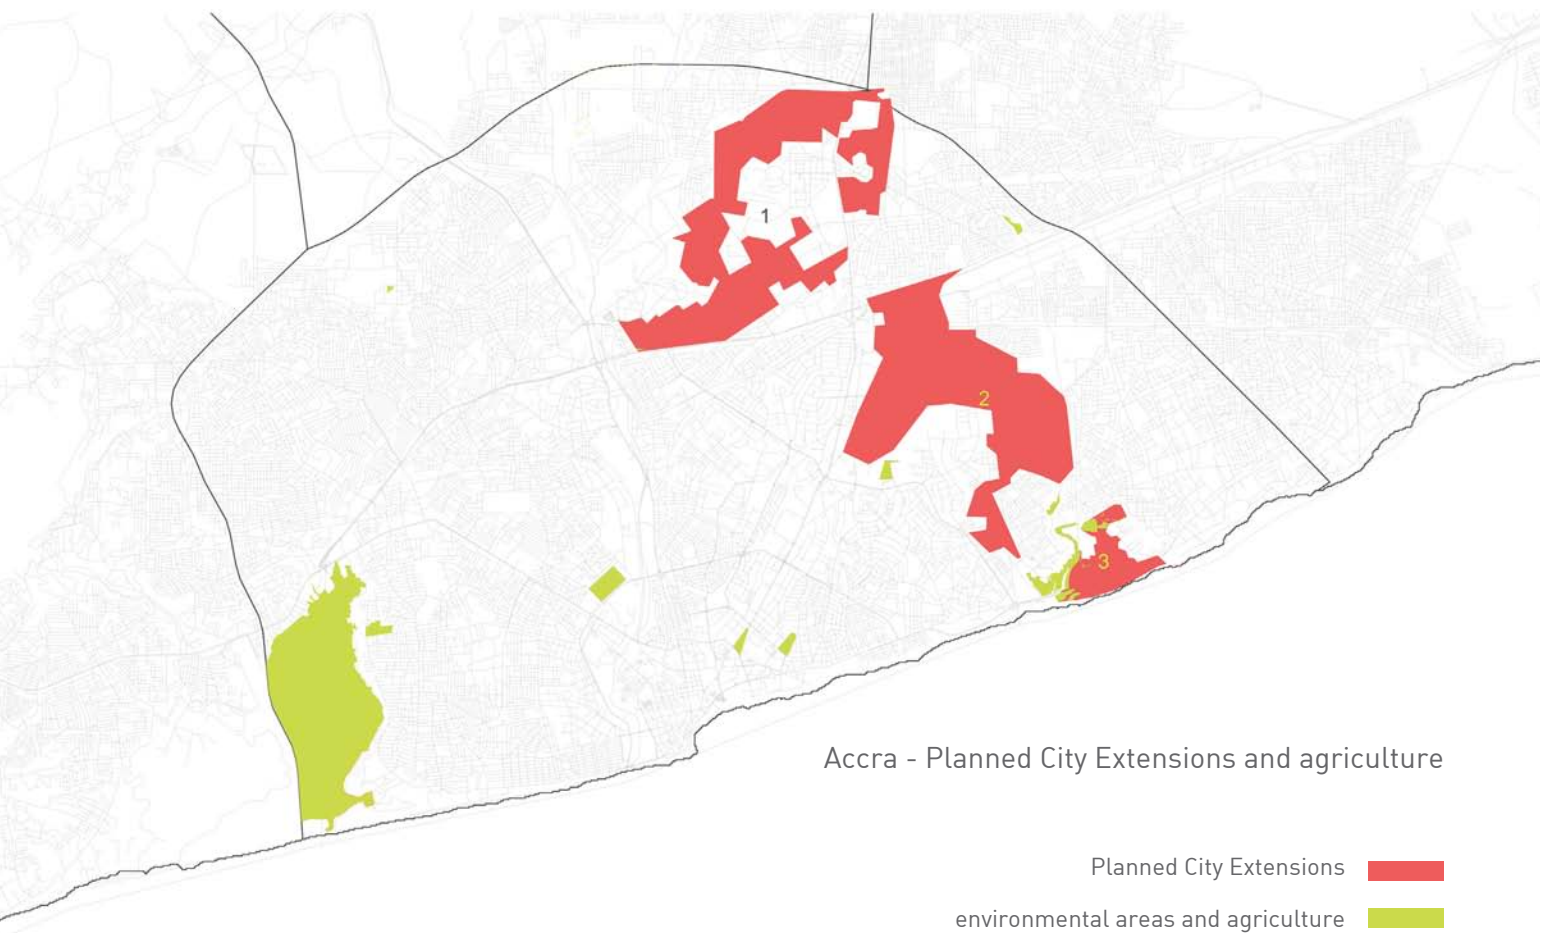 1
2
3
Accra - Planned City Extensions and agriculture
Planned City Extensions
environmental areas and agriculture